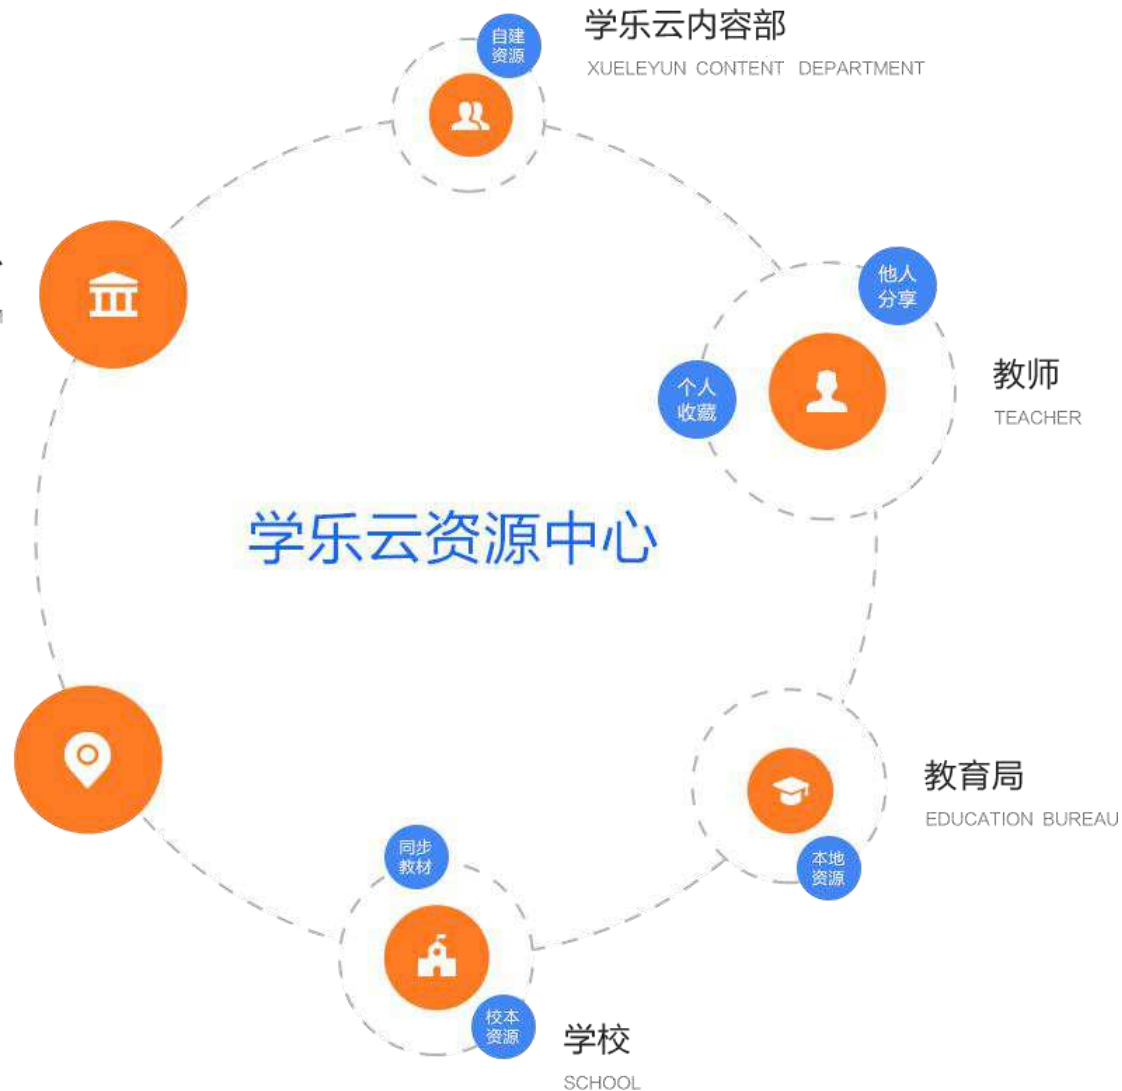 自建
资源
学乐云内容部
XUELEYUN CONTENT DEPARTMENT
他人
分享
个人
收藏
教师
TEACHER
学乐云资源中心
教育局
EDUCATION BUREAU
本地
资源
同步
教材
校本
资源
学校
SCHOOL